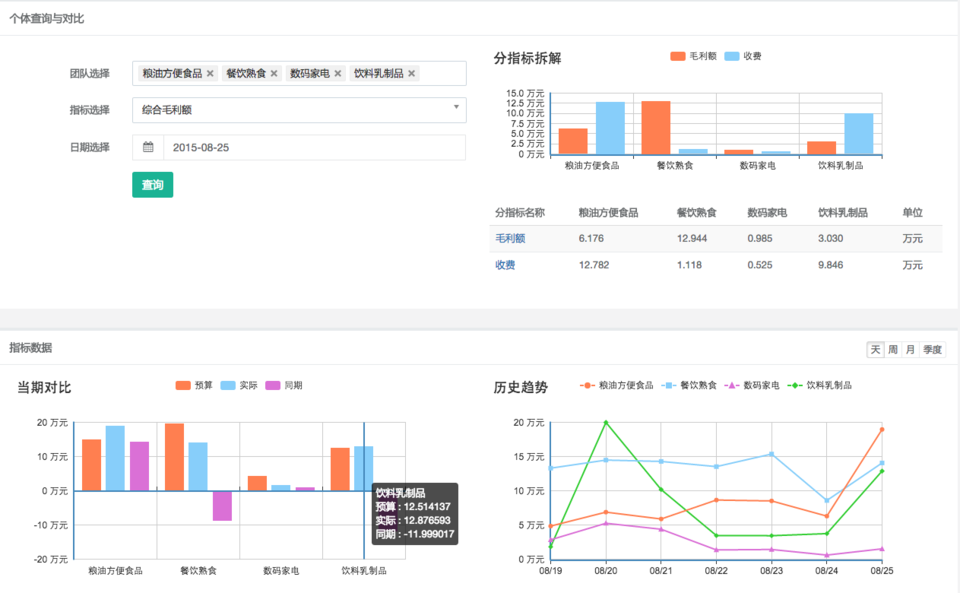 个体查询与对比
团队选择 粮油方便食品 × 餐饮熟食 × 数码家电 × 饮料乳制品 ×
指标选择 综合毛利额
日期选择 2015-08-25
查询
分指标拆解 毛利额 收费
15.0 万元
12.5 万元
10.0 万元
7.5 万元
5.0 万元
2.5 万元
0 万元
粮油方便食品 餐饮熟食 数码家电 饮料乳制品
分指标名称 粮油方便食品 餐饮熟食 数码家电 饮料乳制品 单位
毛利额 6.176 12.944 0.985 3.030 万元
收费 12.782 1.118 0.525 9.846 万元
指标数据 天 周 月 季度
当期对比 预算 实际 同期
20 万元
10 万元
0 万元
-10 万元
-20 万元
粮油方便食品 餐饮熟食 数码家电 饮料乳制品
饮料乳制品
预算 : 12.514137
实际 : 12.876593
同期 : -11.999017
历史趋势 粮油方便食品 餐饮熟食 数码家电 饮料乳制品
20 万元
15 万元
10 万元
5 万元
0 万元
08/19 08/20 08/21 08/22 08/23 08/24 08/25